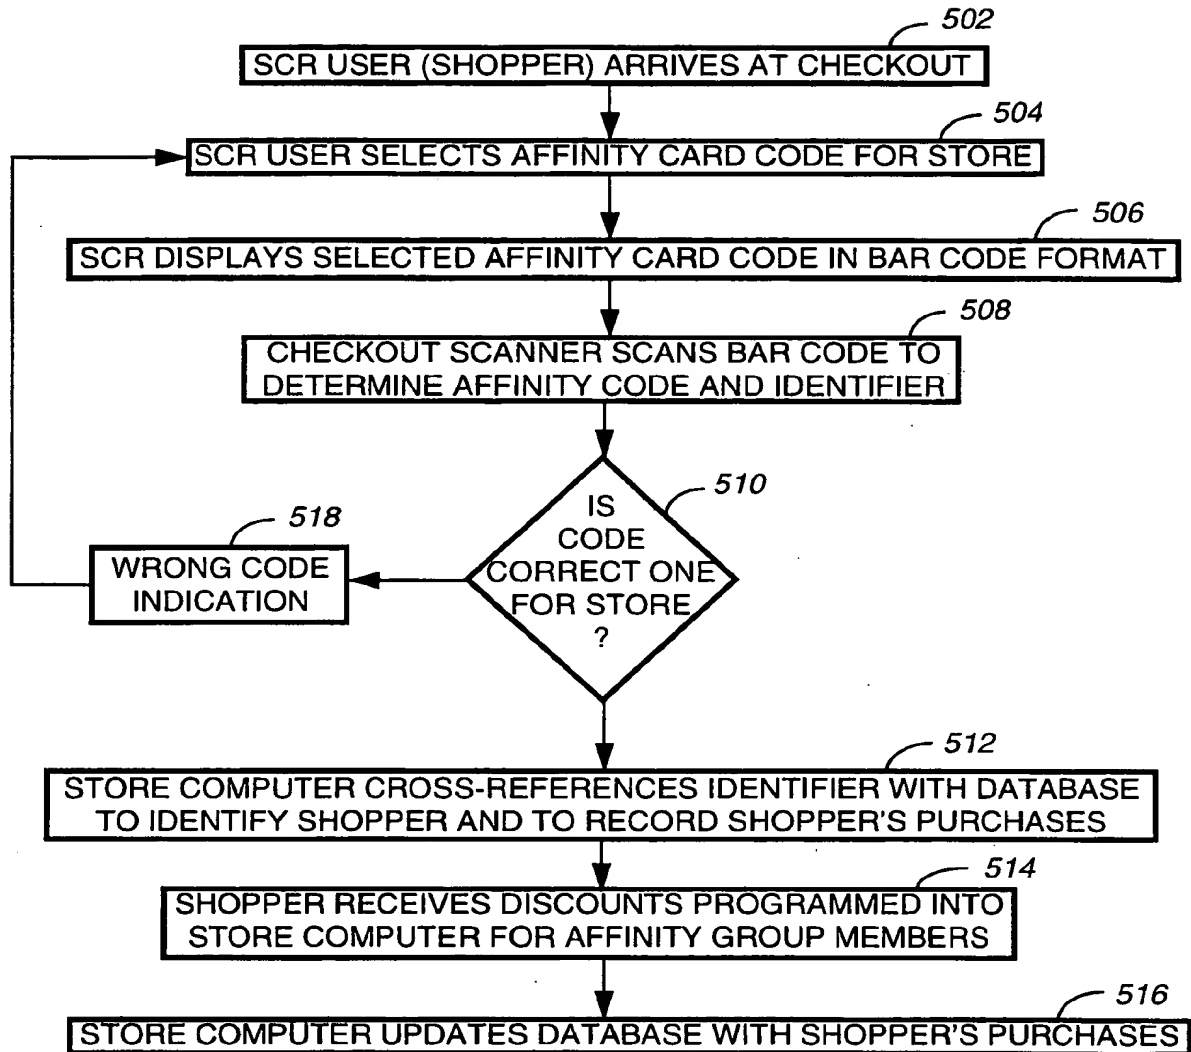 502
SCR USER (SHOPPER) ARRIVES AT CHECKOUT
504
SCR USER SELECTS AFFINITY CARD CODE FOR STORE
506
SCR DISPLAYS SELECTED AFFINITY CARD CODE IN BAR CODE FORMAT
508
CHECKOUT SCANNER SCANS BAR CODE TO
DETERMINE AFFINITY CODE AND IDENTIFIER
510
IS
CODE
CORRECT ONE
FOR STORE
?
518
WRONG CODE
INDICATION
512
STORE COMPUTER CROSS-REFERENCES IDENTIFIER WITH DATABASE
TO IDENTIFY SHOPPER AND TO RECORD SHOPPER'S PURCHASES
514
SHOPPER RECEIVES DISCOUNTS PROGRAMMED INTO
STORE COMPUTER FOR AFFINITY GROUP MEMBERS
516
STORE COMPUTER UPDATES DATABASE WITH SHOPPER'S PURCHASES